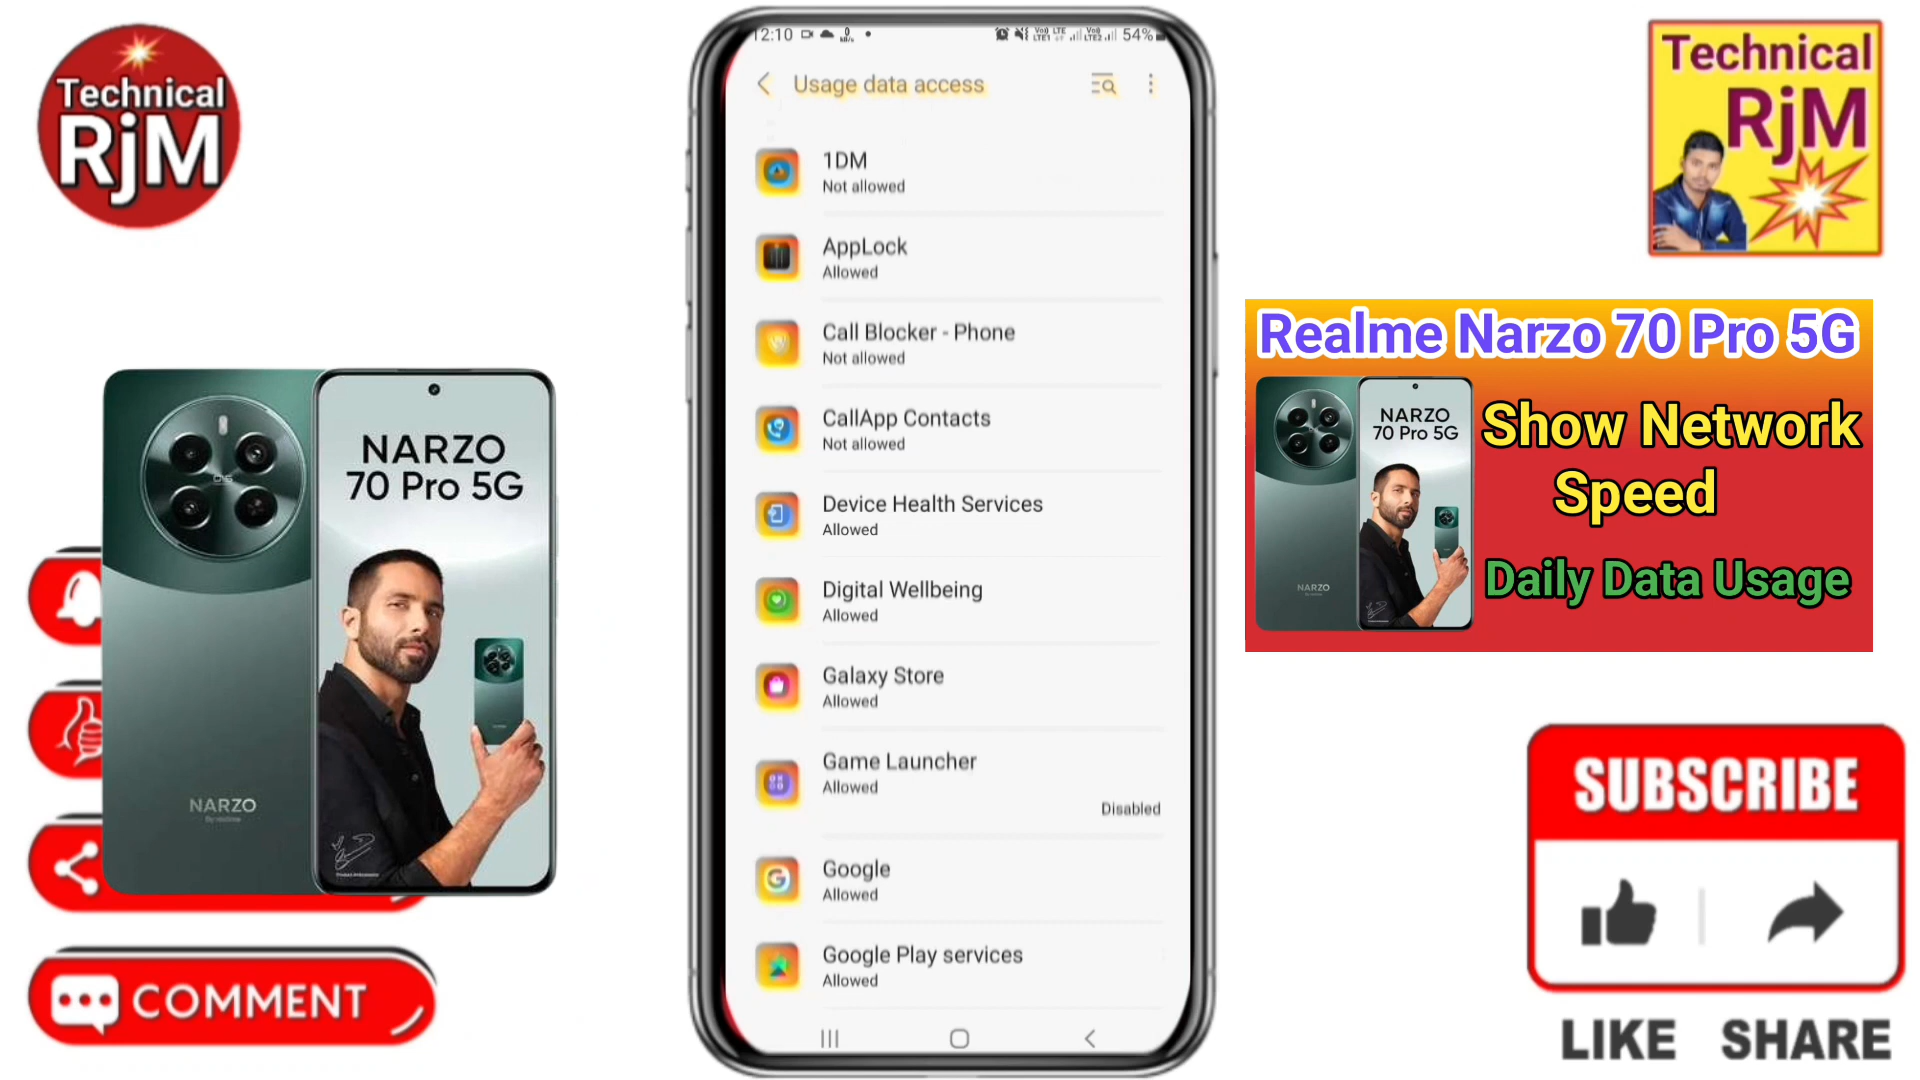 Technical
RjM
NARZO
70 Pro 5G
NARZO
COMMENT
12:10
54%
Usage data access
1DM
Not allowed
AppLock
Allowed
Call Blocker - Phone
Not allowed
CallApp Contacts
Not allowed
Device Health Services
Allowed
Digital Wellbeing
Allowed
Galaxy Store
Allowed
Game Launcher
Allowed
Disabled
Google
Allowed
Google Play services
Allowed
Technical
RjM
Realme Narzo 70 Pro 5G
NARZO
70 Pro 5G
NARZO
Show Network
Speed
Daily Data Usage
SUBSCRIBE
LIKE SHARE